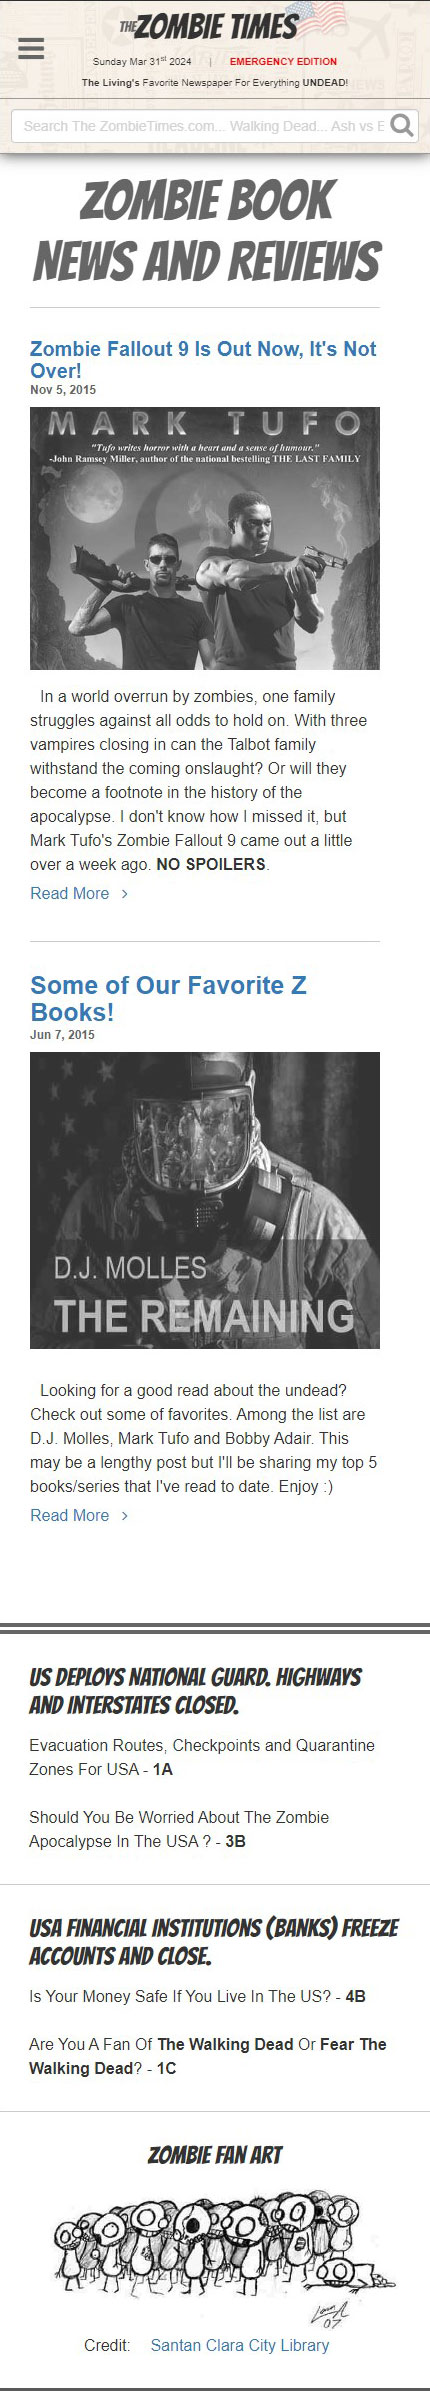 THE ZOMBIE TIMES
Sunday Mar 31st 2024 | EMERGENCY EDITION
The Living's Favorite Newspaper For Everything UNDEAD!
Search The ZombieTimes.com... Walking Dead... Ash vs E
ZOMBIE BOOK
NEWS AND REVIEWS
Zombie Fallout 9 Is Out Now, It's Not
Over!
Nov 5, 2015
MARK TUFO
"Tufo writes horror with a heart and a sense of humour."
-John Ramsey Miller, author of the national bestelling THE LAST FAMILY
In a world overrun by zombies, one family
struggles against all odds to hold on. With three
vampires closing in can the Talbot family
withstand the coming onslaught? Or will they
become a footnote in the history of the
apocalypse. I don't know how I missed it, but
Mark Tufo's Zombie Fallout 9 came out a little
over a week ago. NO SPOILERS.
Read More >
Some of Our Favorite Z
Books!
Jun 7, 2015
D.J. MOLLES
THE REMAINING
Looking for a good read about the undead?
Check out some of favorites. Among the list are
D.J. Molles, Mark Tufo and Bobby Adair. This
may be a lengthy post but I'll be sharing my top 5
books/series that I've read to date. Enjoy :)
Read More >
US DEPLOYS NATIONAL GUARD. HIGHWAYS
AND INTERSTATES CLOSED.
Evacuation Routes, Checkpoints and Quarantine
Zones For USA - 1A
Should You Be Worried About The Zombie
Apocalypse In The USA ? - 3B
USA FINANCIAL INSTITUTIONS (BANKS) FREEZE
ACCOUNTS AND CLOSE.
Is Your Money Safe If You Live In The US? - 4B
Are You A Fan Of The Walking Dead Or Fear The
Walking Dead? - 1C
ZOMBIE FAN ART
07
Credit: Santan Clara City Library